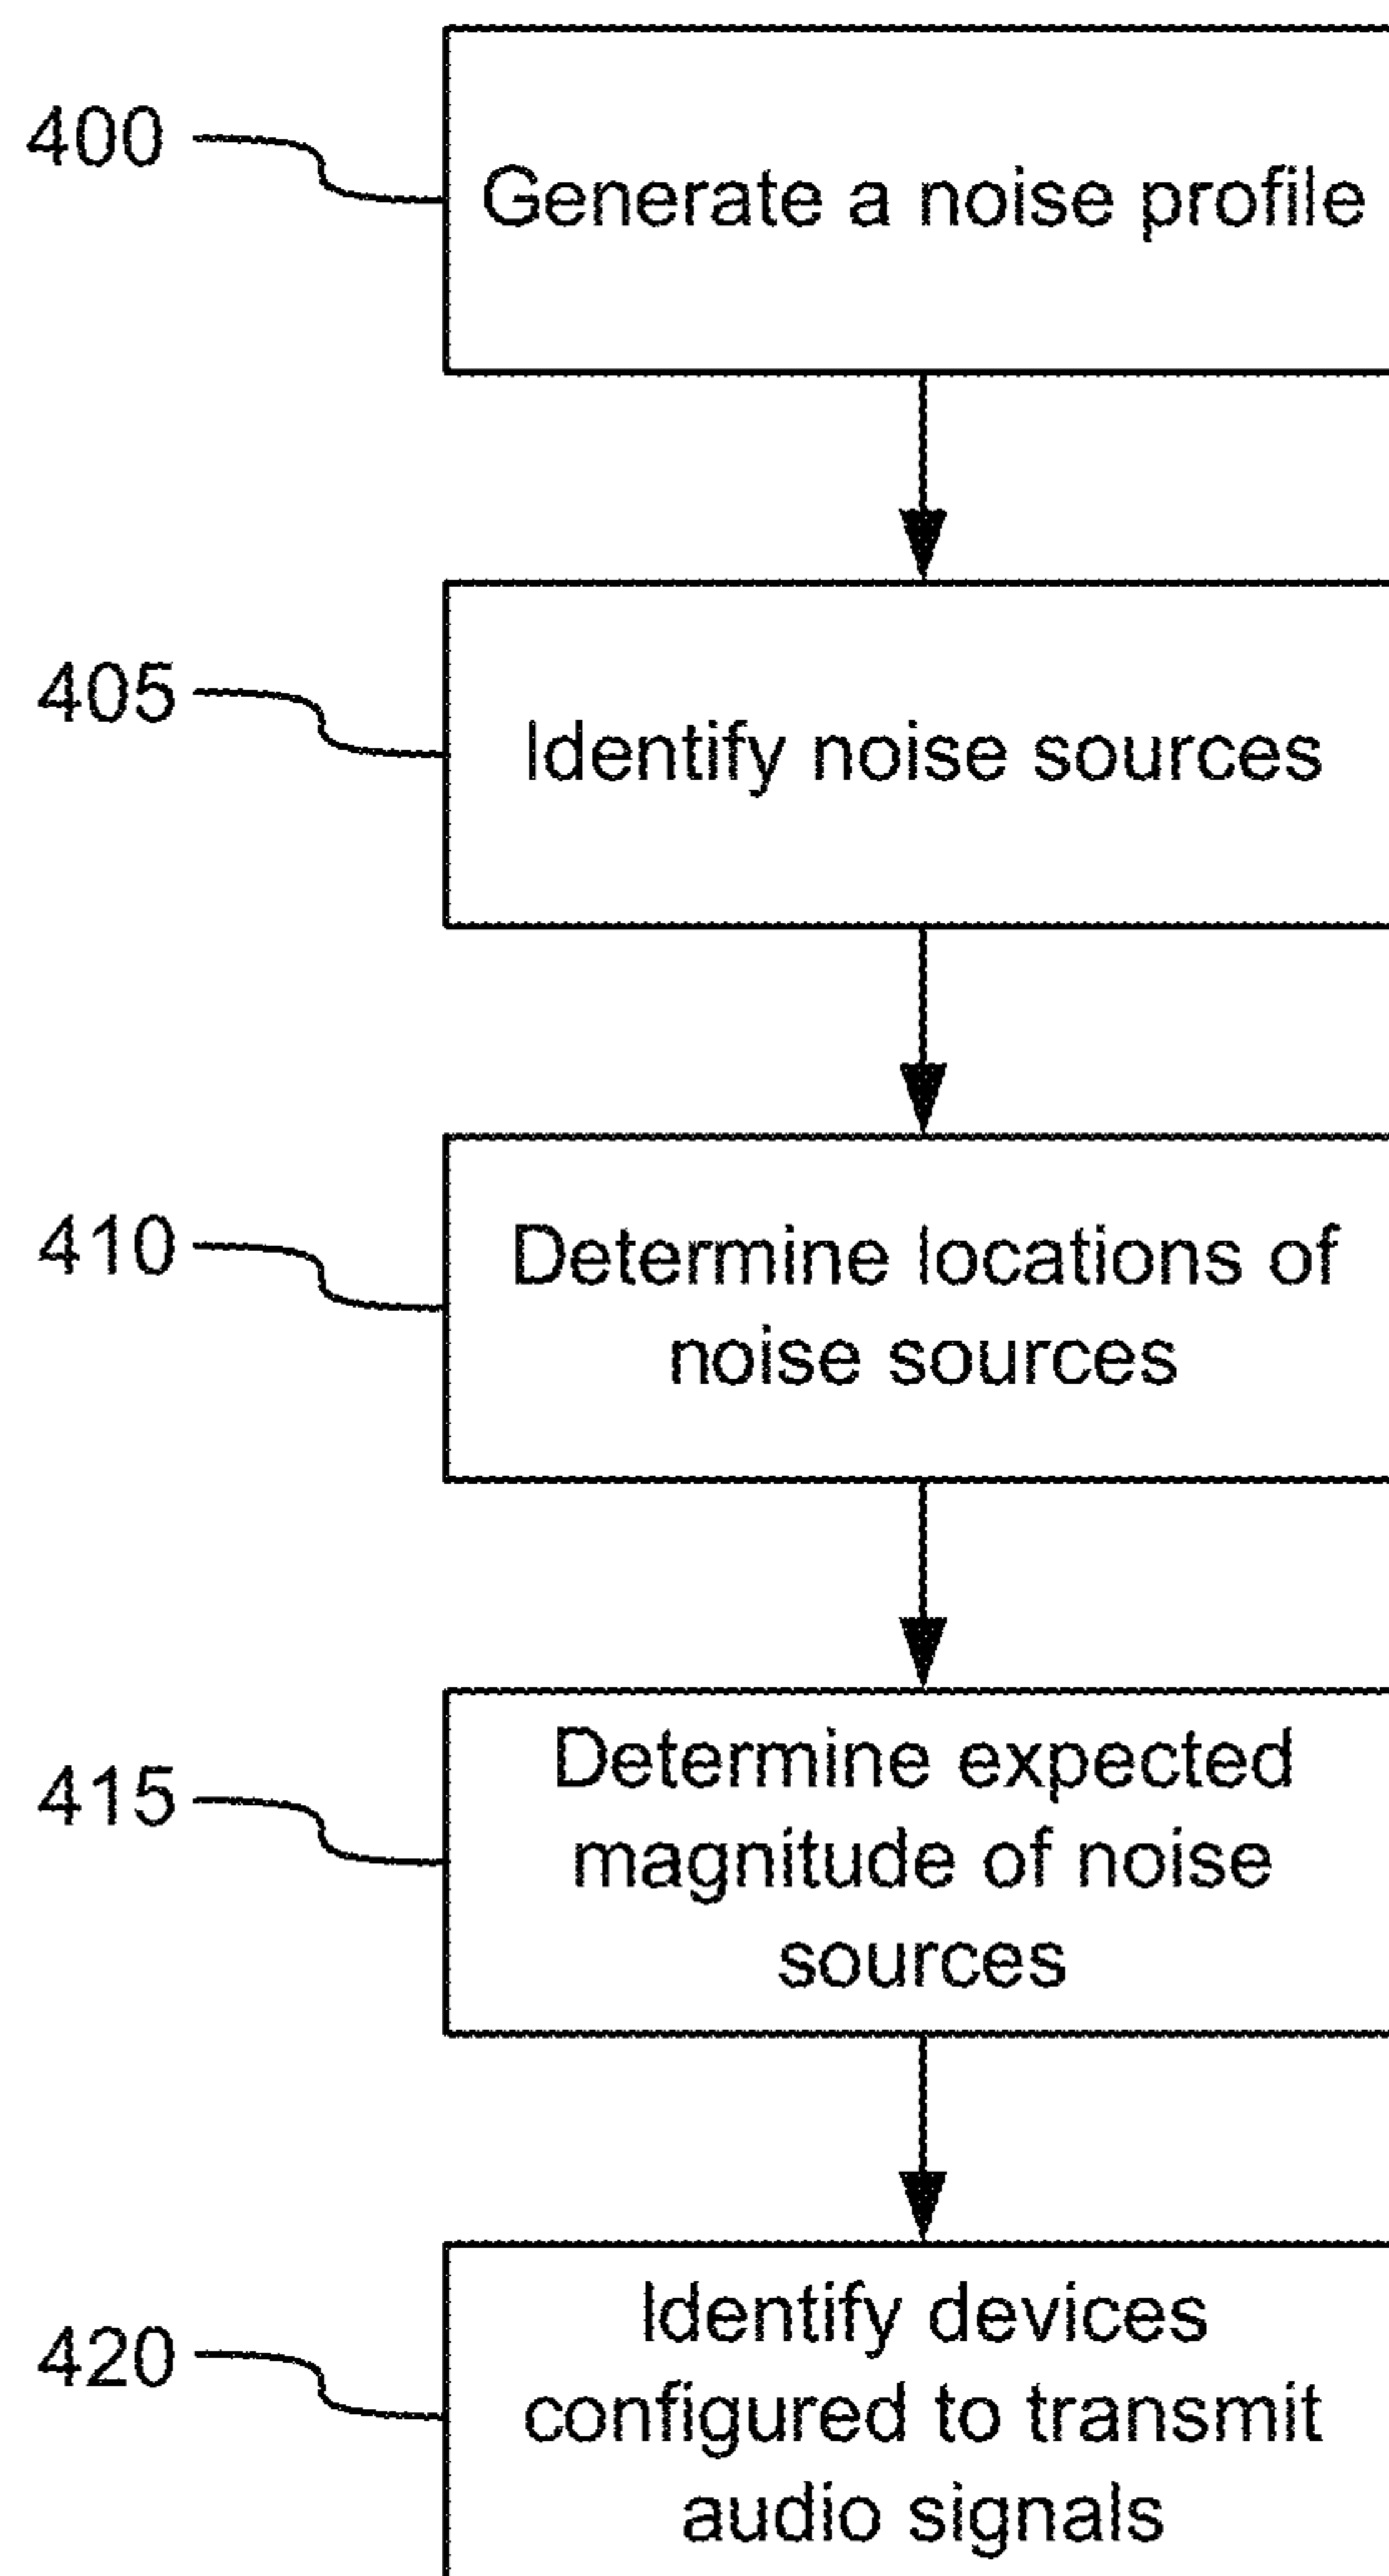 400
Generate a noise profile
405
Identify noise sources
410
Determine locations of
noise sources
415
Determine expected
magnitude of noise
sources
420
Identify devices
configured to transmit
audio signals